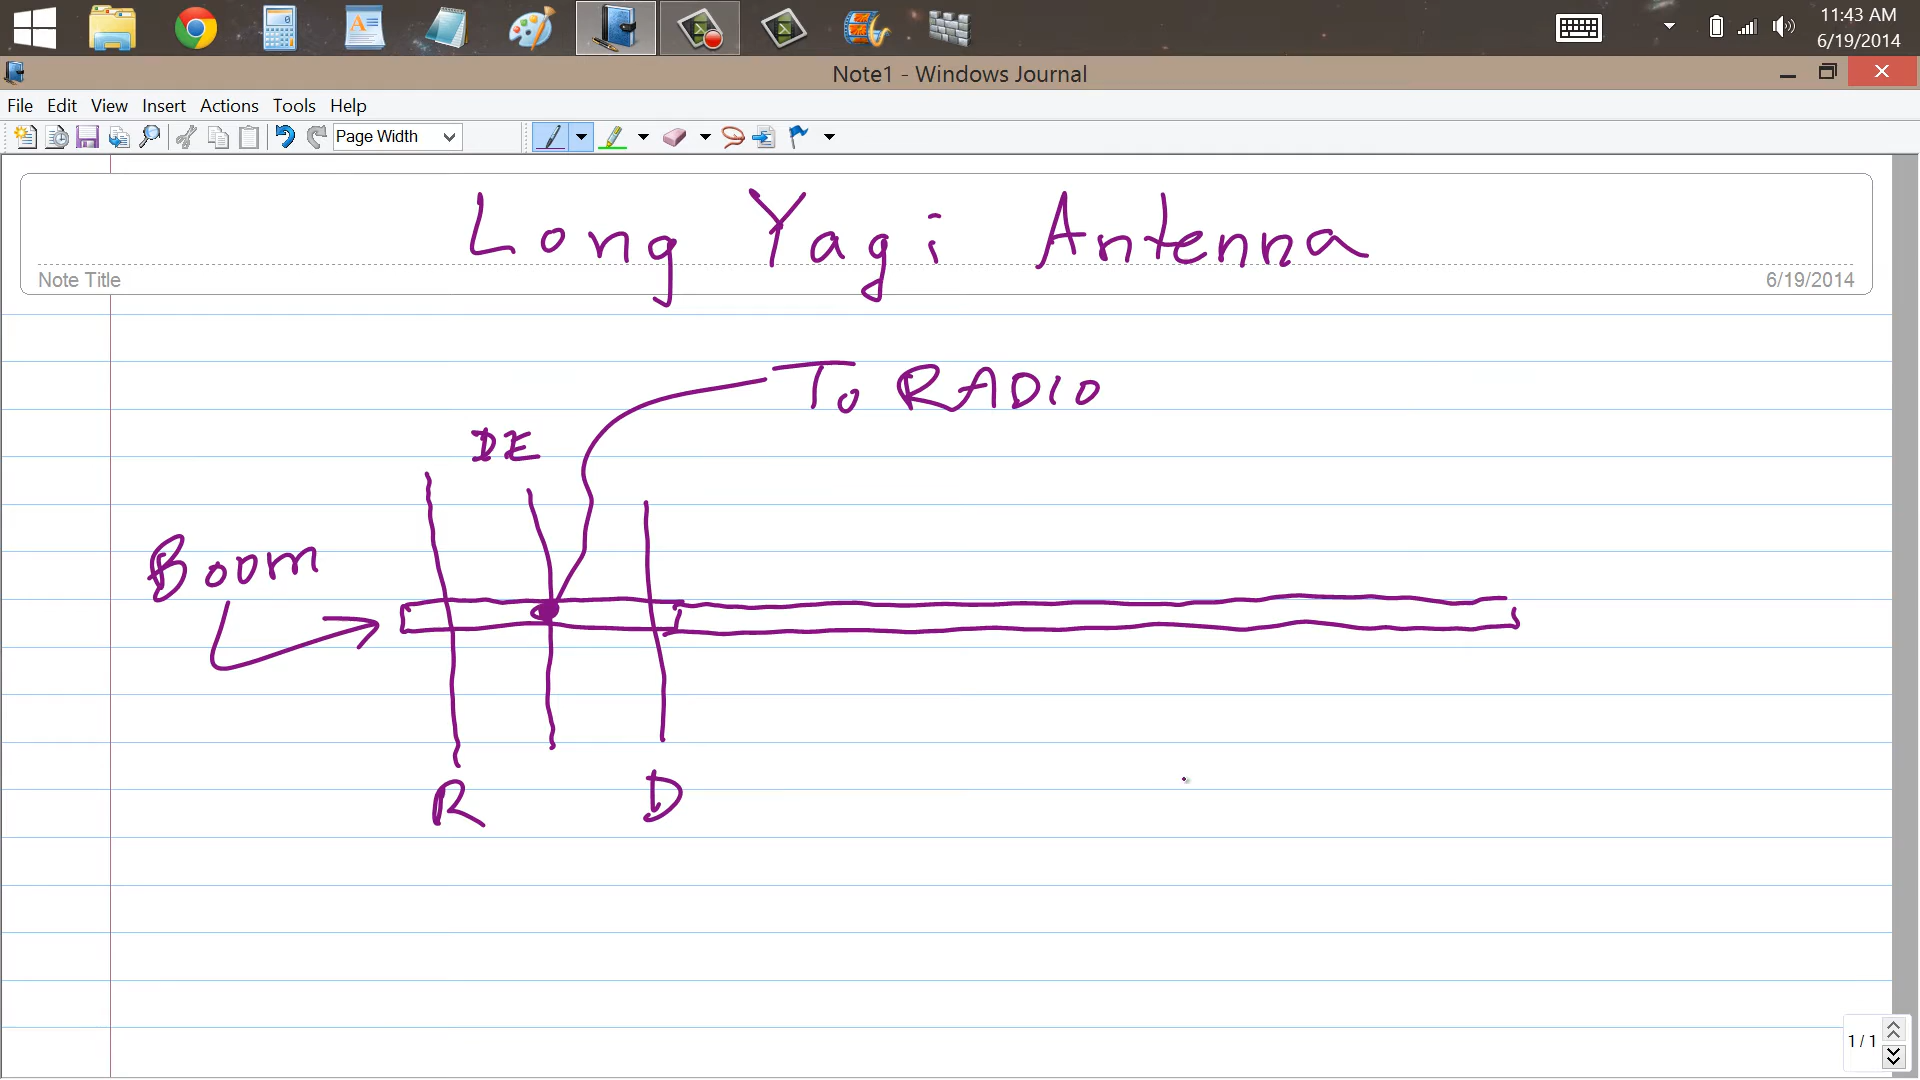 11:43 AM
6/19/2014
Note1 - Windows Journal
File Edit View Insert Actions Tools Help
Page Width
Long Yagi Antenna
Note Title
6/19/2014
To RADIO
DE
Boom
R
D
1 / 1